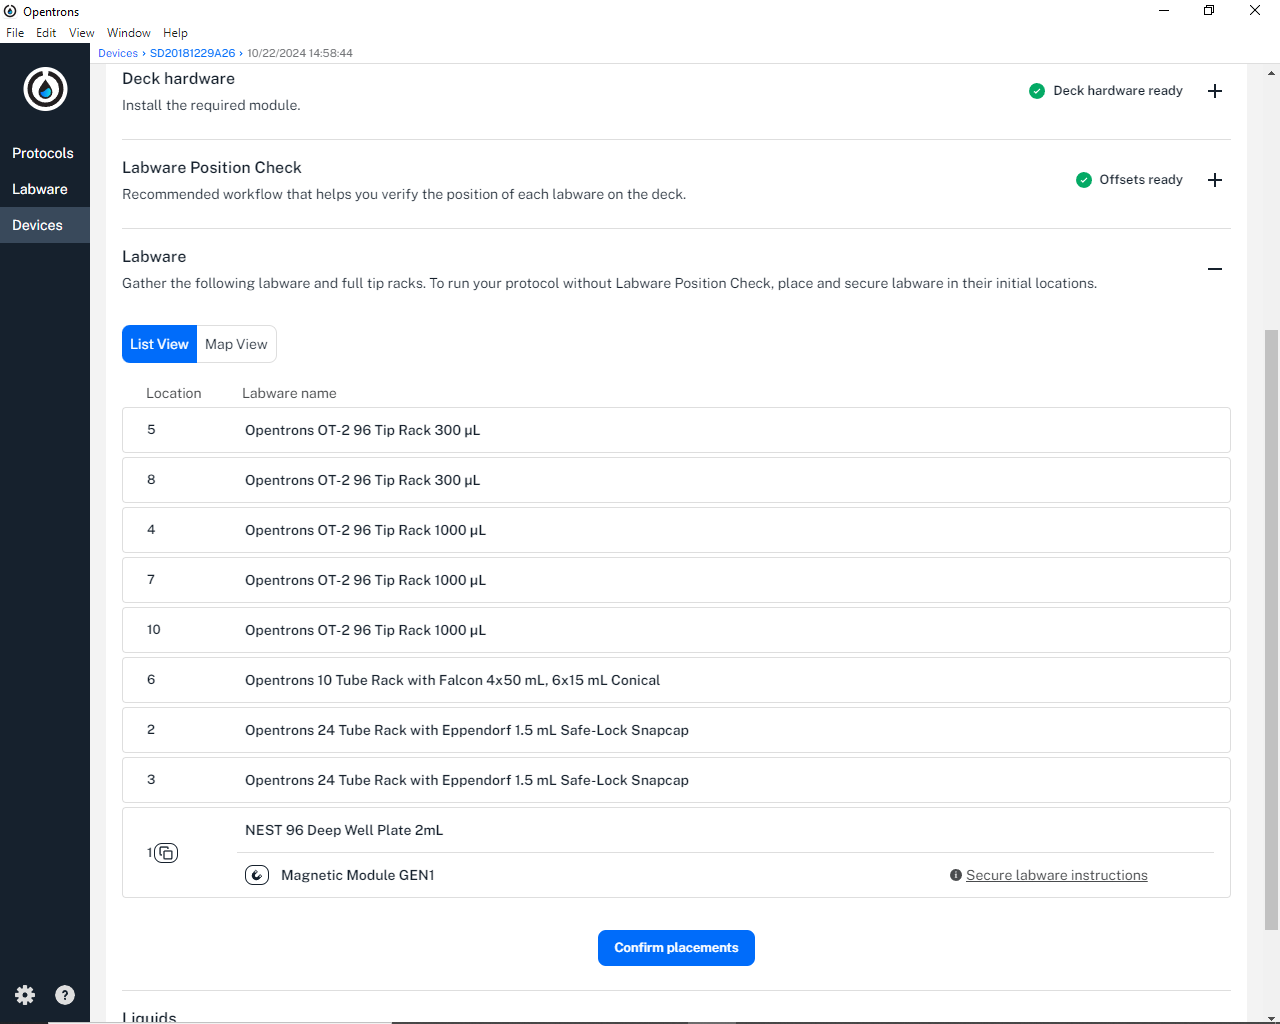 Opentrons
File Edit View Window Help
Devices › SD20181229A26 › 10/22/2024 14:58:44
Protocols
Labware
Devices
Deck hardware
Install the required module.
Deck hardware ready
Labware Position Check
Recommended workflow that helps you verify the position of each labware on the deck.
Offsets ready
Labware
Gather the following labware and full tip racks. To run your protocol without Labware Position Check, place and secure labware in their initial locations.
List View Map View
Location Labware name
5 Opentrons OT-2 96 Tip Rack 300 µL
8 Opentrons OT-2 96 Tip Rack 300 µL
4 Opentrons OT-2 96 Tip Rack 1000 µL
7 Opentrons OT-2 96 Tip Rack 1000 µL
10 Opentrons OT-2 96 Tip Rack 1000 µL
6 Opentrons 10 Tube Rack with Falcon 4x50 mL, 6x15 mL Conical
2 Opentrons 24 Tube Rack with Eppendorf 1.5 mL Safe-Lock Snapcap
3 Opentrons 24 Tube Rack with Eppendorf 1.5 mL Safe-Lock Snapcap
1 NEST 96 Deep Well Plate 2mL
Magnetic Module GEN1
Secure labware instructions
Confirm placements
Liquids